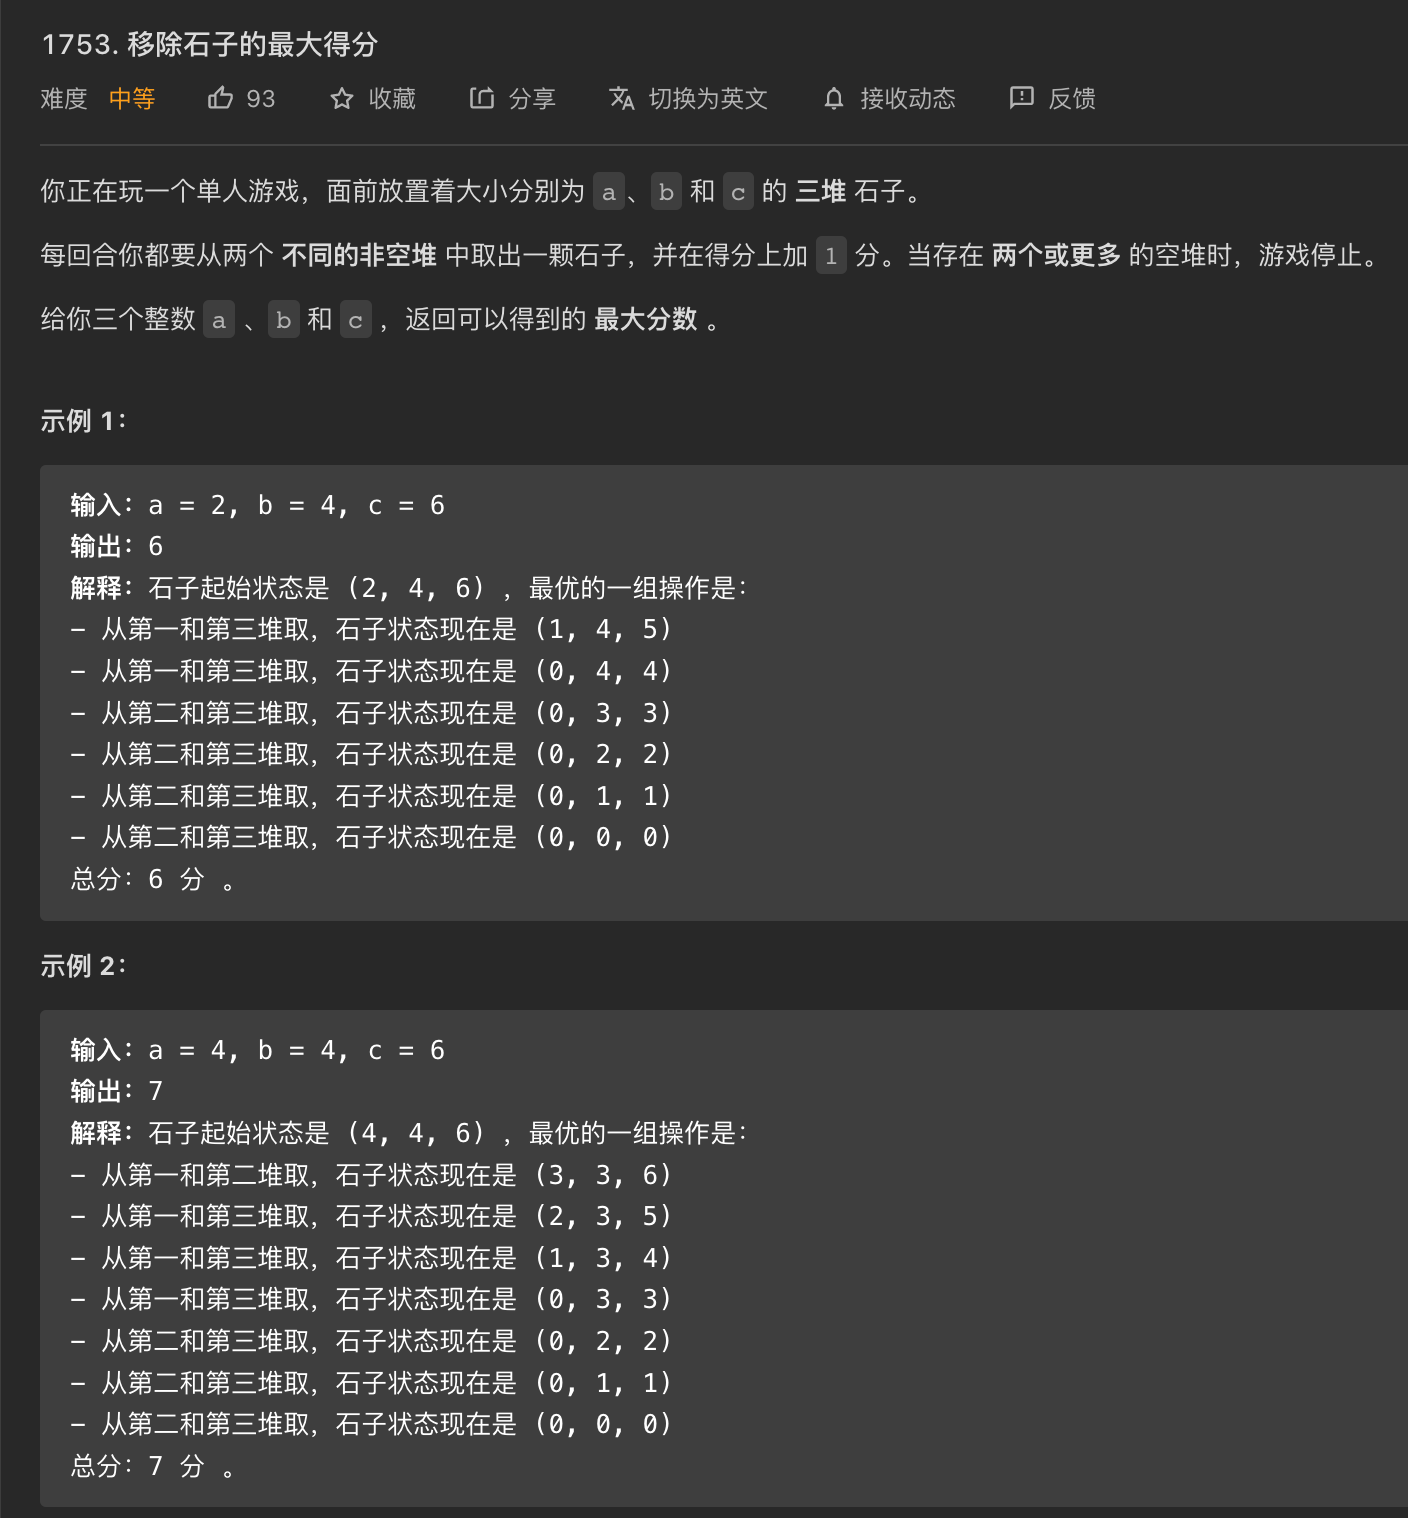 1753. 移除石子的最大得分
难度 中等 93 收藏 分享 切换为英文 接收动态 反馈
你正在玩一个单人游戏，面前放置着大小分别为 a、b 和 c 的 三堆 石子。
每回合你都要从两个 不同的非空堆 中取出一颗石子，并在得分上加 1 分。当存在 两个或更多 的空堆时，游戏停止。
给你三个整数 a 、b 和 c ，返回可以得到的 最大分数 。
示例 1：
输入：a = 2, b = 4, c = 6
输出：6
解释：石子起始状态是 (2, 4, 6) ，最优的一组操作是：
- 从第一和第三堆取，石子状态现在是 (1, 4, 5)
- 从第一和第三堆取，石子状态现在是 (0, 4, 4)
- 从第二和第三堆取，石子状态现在是 (0, 3, 3)
- 从第二和第三堆取，石子状态现在是 (0, 2, 2)
- 从第二和第三堆取，石子状态现在是 (0, 1, 1)
- 从第二和第三堆取，石子状态现在是 (0, 0, 0)
总分：6 分 。
示例 2：
输入：a = 4, b = 4, c = 6
输出：7
解释：石子起始状态是 (4, 4, 6) ，最优的一组操作是：
- 从第一和第二堆取，石子状态现在是 (3, 3, 6)
- 从第一和第三堆取，石子状态现在是 (2, 3, 5)
- 从第一和第三堆取，石子状态现在是 (1, 3, 4)
- 从第一和第三堆取，石子状态现在是 (0, 3, 3)
- 从第二和第三堆取，石子状态现在是 (0, 2, 2)
- 从第二和第三堆取，石子状态现在是 (0, 1, 1)
- 从第二和第三堆取，石子状态现在是 (0, 0, 0)
总分：7 分 。